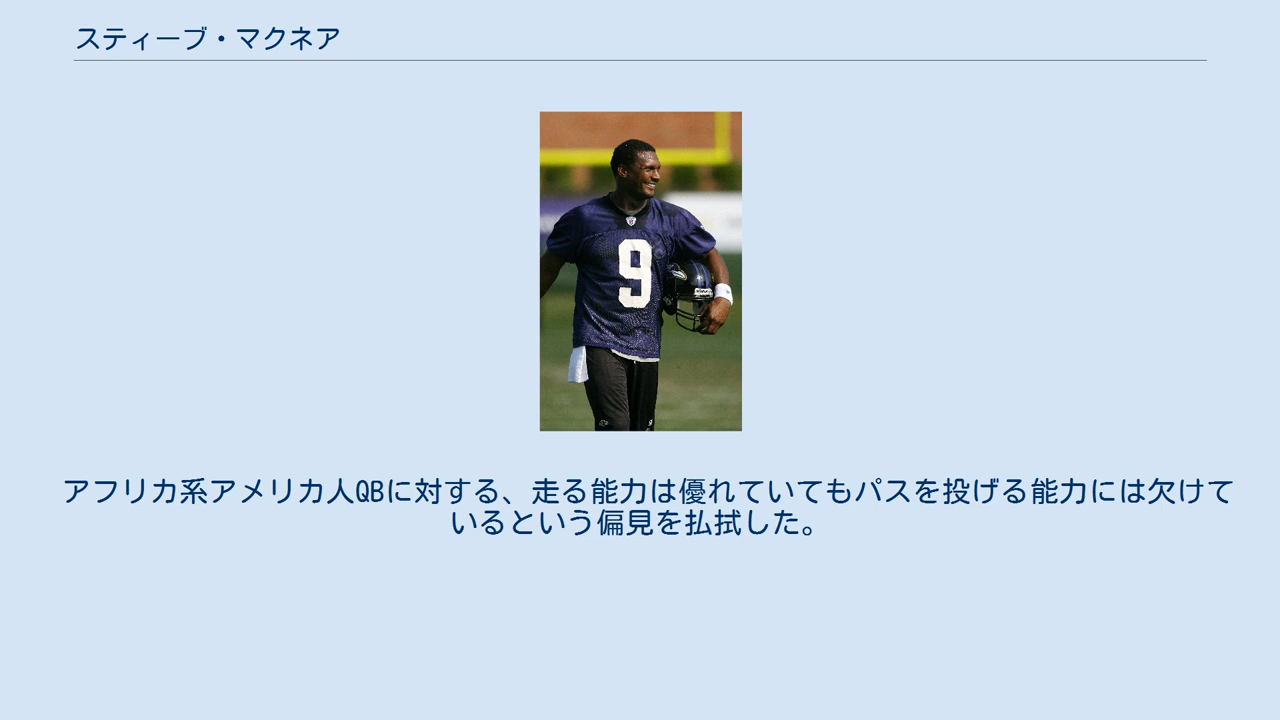 スティーブ・マクネア
9
アフリカ系アメリカ人QBに対する、走る能力は優れていてもパスを投げる能力には欠けて
いるという偏見を払拭した。